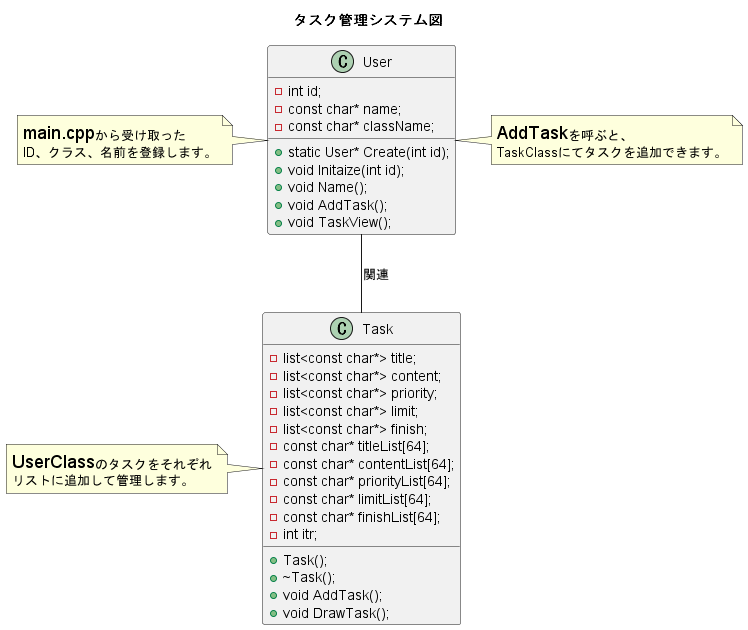 タスク管理システム図
C User
int id;
const char* name;
const char* className;
static User* Create(int id);
void Initaize(int id);
void Name();
void AddTask();
void TaskView();
main.cppから受け取った
ID、クラス、名前を登録します。
AddTaskを呼ぶと、
TaskClassにてタスクを追加できます。
関連
C Task
list<const char*> title;
list<const char*> content;
list<const char*> priority;
list<const char*> limit;
list<const char*> finish;
const char* titleList[64];
const char* contentList[64];
const char* priorityList[64];
const char* limitList[64];
const char* finishList[64];
int itr;
Task();
~Task();
void AddTask();
void DrawTask();
UserClassのタスクをそれぞれ
リストに追加して管理します。